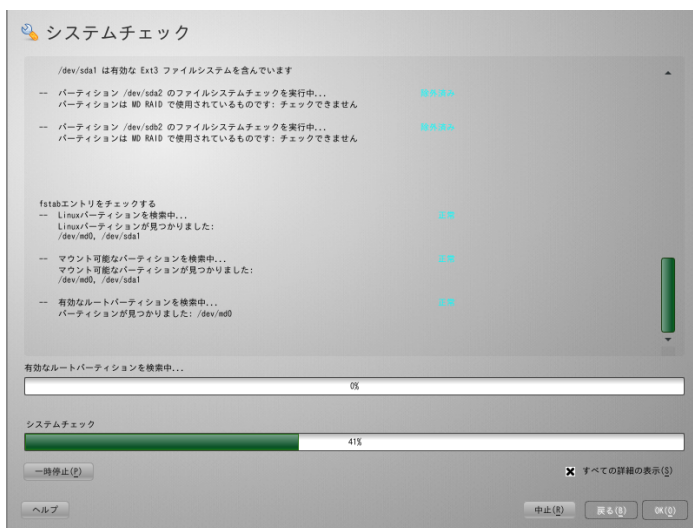 システムチェック
/dev/sda1 は有効な Ext3 ファイルシステムを含んでいます
-- パーティション /dev/sda2 のファイルシステムチェックを実行中...
パーティションは MD RAID で使用されているものです: チェックできません
-- パーティション /dev/sdb2 のファイルシステムチェックを実行中...
パーティションは MD RAID で使用されているものです: チェックできません
fstabエントリをチェックする
-- Linuxパーティションを検索中...
Linuxパーティションが見つかりました:
/dev/md0, /dev/sda1
-- マウント可能なパーティションを検索中...
マウント可能なパーティションが見つかりました:
/dev/md0, /dev/sda1
-- 有効なルートパーティションを検索中...
パーティションが見つかりました: /dev/md0
有効なルートパーティションを検索中...
0%
システムチェック
41%
一時停止(P)
すべての詳細の表示(S)
ヘルプ
中止(R) 戻る(B) OK(O)